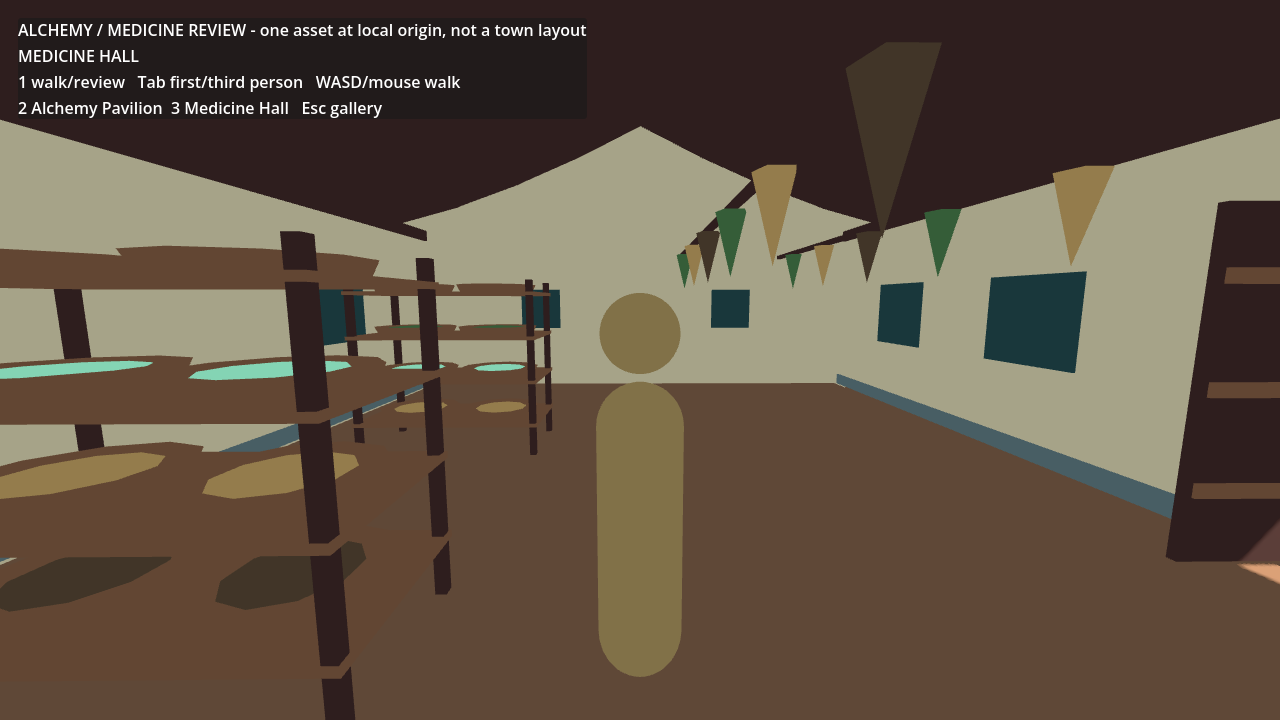 ALCHEMY / MEDICINE REVIEW - one asset at local origin, not a town layout
MEDICINE HALL
1 walk/review   Tab first/third person   WASD/mouse walk
2 Alchemy Pavilion  3 Medicine Hall   Esc gallery